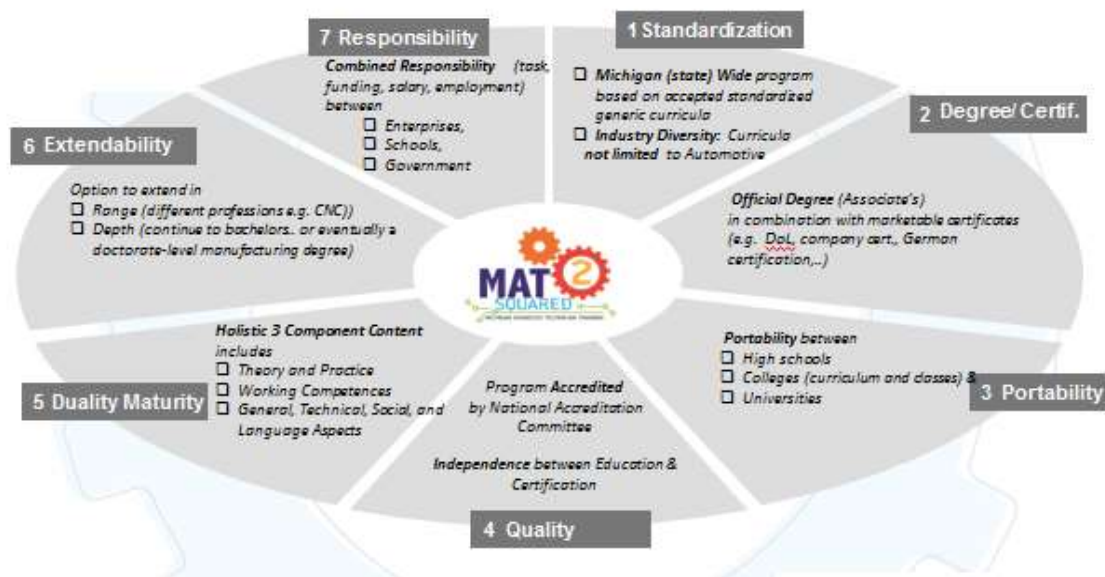 1 Standardization
❑ Michigan (state) Wide program
based on accepted standardized
generic curricula
❑ Industry Diversity: Curricula
not limited to Automotive
2 Degree/ Certif.
Official Degree (Associate's)
in combination with marketable certificates
(e.g. DoL, company cert., German
certification,..)
Portability between
❑ High schools
❑ Colleges (curriculum and classes) &
❑ Universities
3 Portability
Program Accredited
by National Accreditation
Committee
Independence between Education &
Certification
4 Quality
Holistic 3 Component Content
includes
❑ Theory and Practice
❑ Working Competences
❑ General, Technical, Social, and
Language Aspects
5 Duality Maturity
6 Extendability
Option to extend in
❑ Range (different professions e.g. CNC))
❑ Depth (continue to bachelors.. or eventually a
doctorate-level manufacturing degree)
7 Responsibility
Combined Responsibility (task,
funding, salary, employment)
between
❑ Enterprises,
❑ Schools,
❑ Government
MAT 2
SQUARED
MICHIGAN ADVANCED TECHNICIAN TRAINING